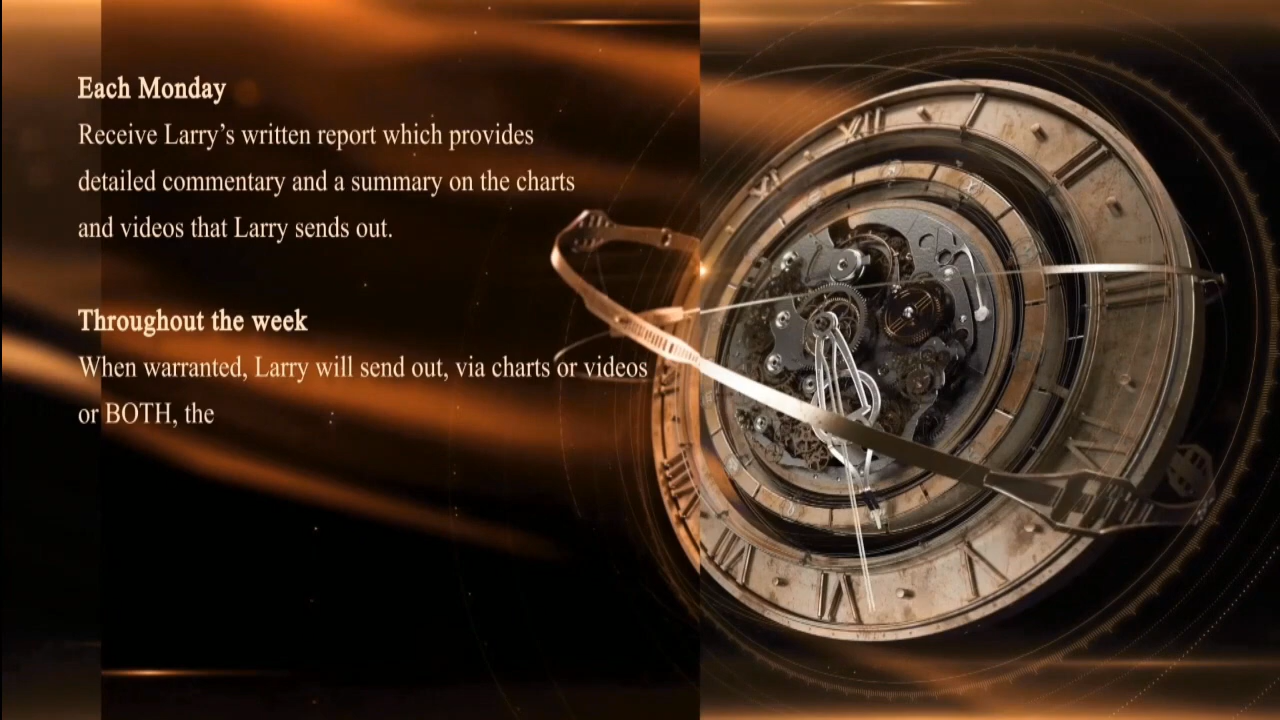 Each Monday
Receive Larry’s written report which provides
detailed commentary and a summary on the charts
and videos that Larry sends out.
Throughout the week
When warranted, Larry will send out, via charts or videos
or BOTH, the